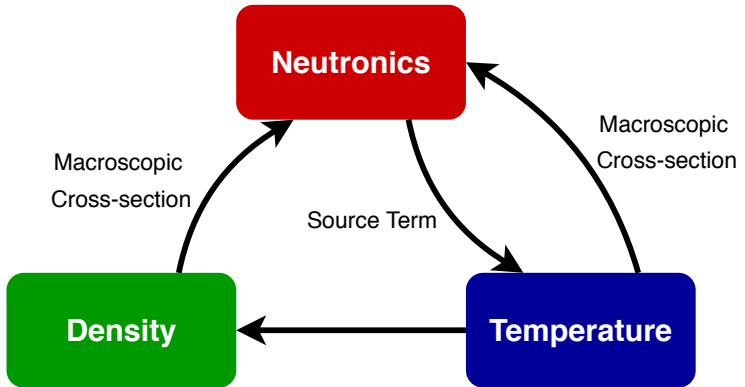 Neutronics
Macroscopic
Cross-section
Macroscopic
Cross-section
Source Term
Density
Temperature